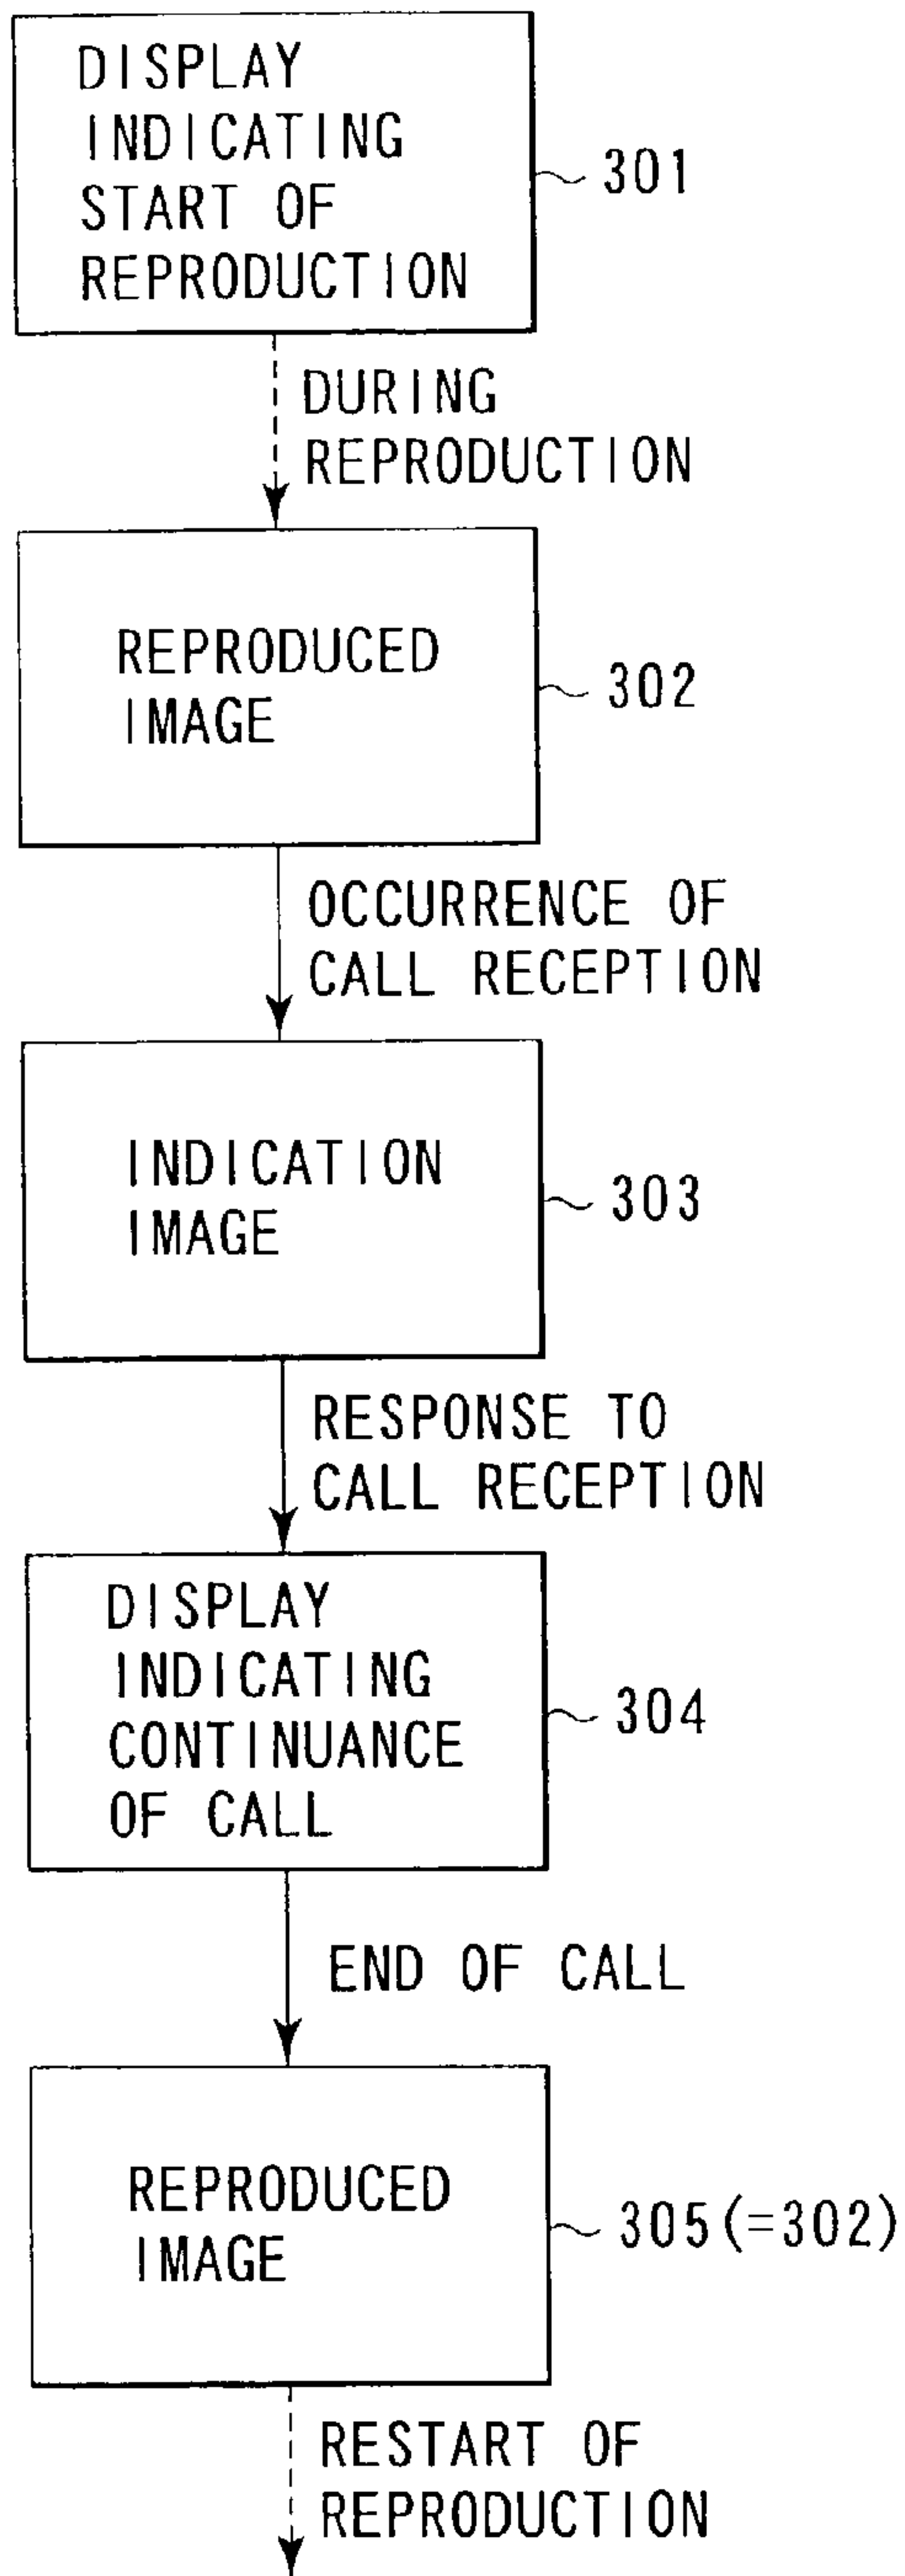 DISPLAY
INDICATING
START OF
REPRODUCTION
301
DURING
REPRODUCTION
REPRODUCED
IMAGE
302
OCCURRENCE OF
CALL RECEPTION
INDICATION
IMAGE
303
RESPONSE TO
CALL RECEPTION
DISPLAY
INDICATING
CONTINUANCE
OF CALL
304
END OF CALL
REPRODUCED
IMAGE
305(=302)
RESTART OF
REPRODUCTION